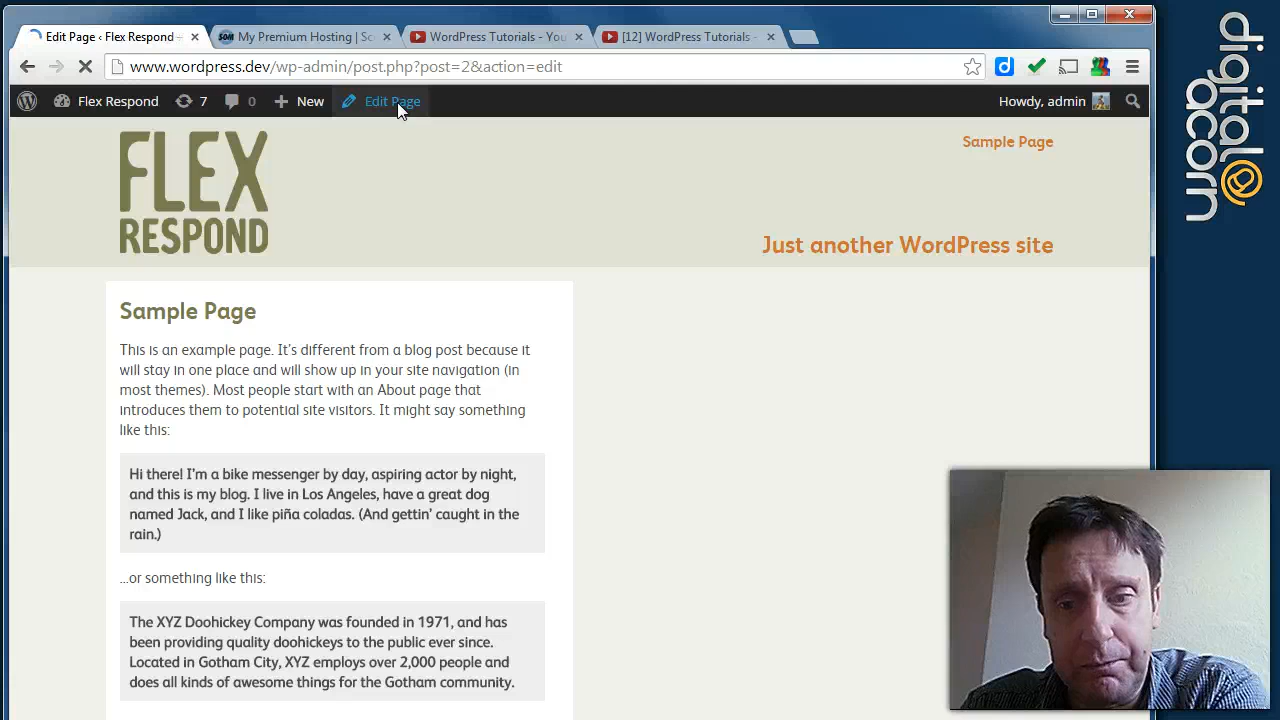 Edit Page ‹ Flex Respond –
My Premium Hosting | Sc
WordPress Tutorials - You
[12] WordPress Tutorials -
www.wordpress.dev/wp-admin/post.php?post=2&action=edit
Flex Respond 7 0 New Edit Page Howdy, admin
FLEX
RESPOND
Sample Page
Just another WordPress site
Sample Page
This is an example page. It's different from a blog post because it
will stay in one place and will show up in your site navigation (in
most themes). Most people start with an About page that
introduces them to potential site visitors. It might say something
like this:
Hi there! I'm a bike messenger by day, aspiring actor by night,
and this is my blog. I live in Los Angeles, have a great dog
named Jack, and I like piña coladas. (And gettin' caught in the
rain.)
...or something like this:
The XYZ Doohickey Company was founded in 1971, and has
been providing quality doohickeys to the public ever since.
Located in Gotham City, XYZ employs over 2,000 people and
does all kinds of awesome things for the Gotham community.
digital
acorn